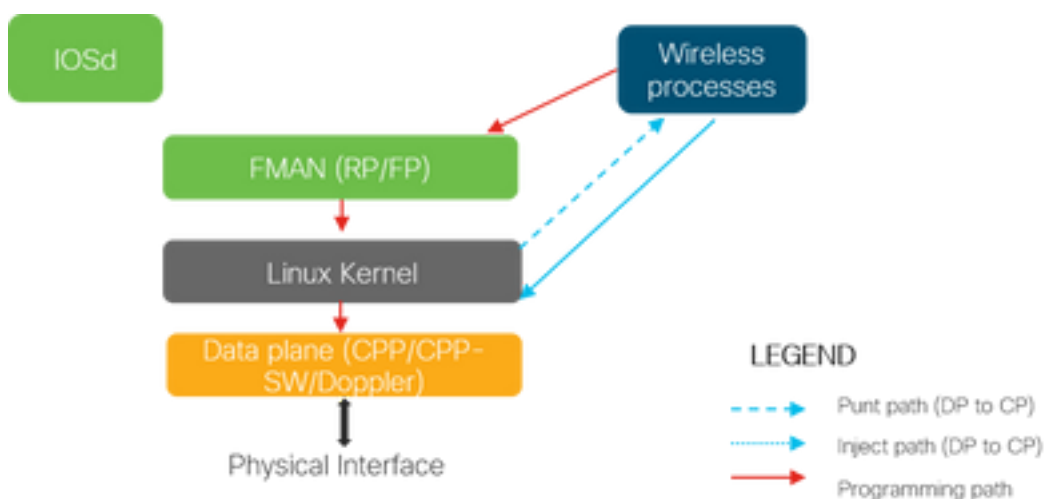 IOSd
Wireless
processes
FMAN (RP/FP)
Linux Kernel
Data plane (CPP/CPP-
SW/Doppler)
Physical Interface
LEGEND
Punt path (DP to CP)
Inject path (DP to CP)
Programming path